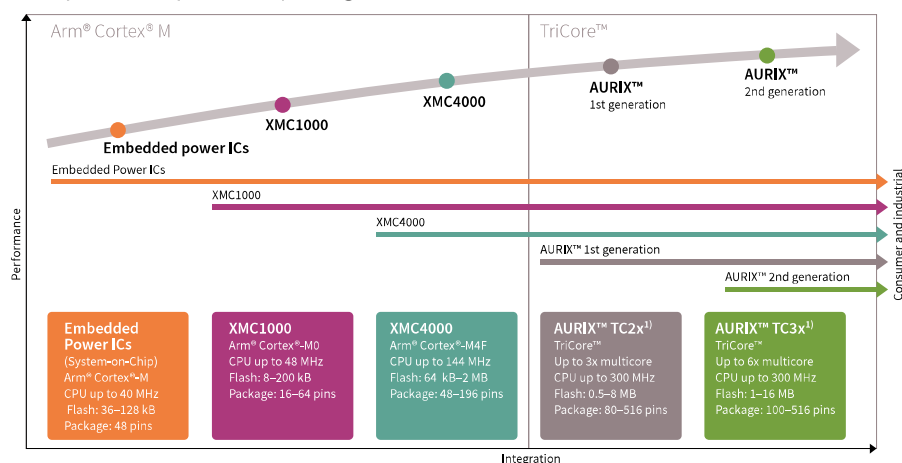 Arm® Cortex® M
TriCore™
AURIX™
2nd generation
AURIX™
1st generation
XMC4000
XMC1000
Embedded power ICs
Embedded Power ICs
XMC1000
XMC4000
AURIX™ 1st generation
AURIX™ 2nd generation
Performance
Consumer and industrial
Embedded
Power ICs
(System-on-Chip)
Arm® Cortex®-M
CPU up to 40 MHz
Flash: 36–128 kB
Package: 48 pins
XMC1000
Arm® Cortex®-M0
CPU up to 48 MHz
Flash: 8–200 kB
Package: 16–64 pins
XMC4000
Arm® Cortex®-M4F
CPU up to 144 MHz
Flash: 64 kB–2 MB
Package: 48–196 pins
AURIX™ TC2x¹⁾
TriCore™
Up to 3x multicore
CPU up to 300 MHz
Flash: 0.5–8 MB
Package: 80–516 pins
AURIX™ TC3x¹⁾
TriCore™
Up to 6x multicore
CPU up to 300 MHz
Flash: 1–16 MB
Package: 100–516 pins
Integration